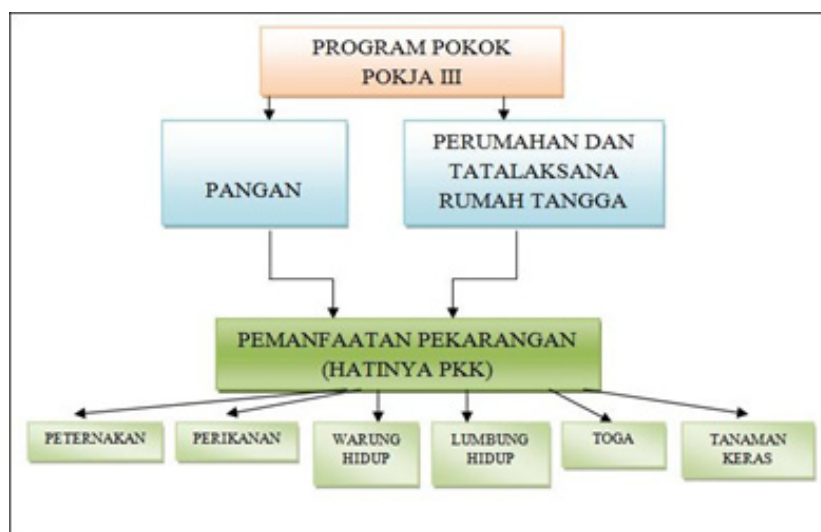 PROGRAM POKOK
POKJA III
PANGAN
PERUMAHAN DAN
TATALAKSANA
RUMAH TANGGA
PEMANFAATAN PEKARANGAN
(HATINYA PKK)
PETERNAKAN
PERIKANAN
WARUNG
HIDUP
LUMBUNG
HIDUP
TOGA
TANAMAN
KERAS